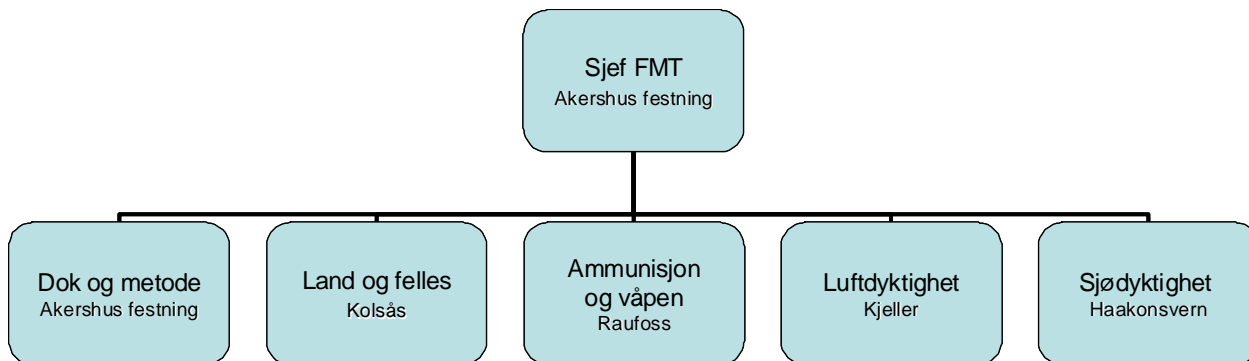 Sjef FMT
Akershus festning
Dok og metode
Akershus festning
Land og felles
Kolsås
Ammunisjon
og våpen
Raufoss
Luftdyktighet
Kjeller
Sjødyktighet
Haakonsvern